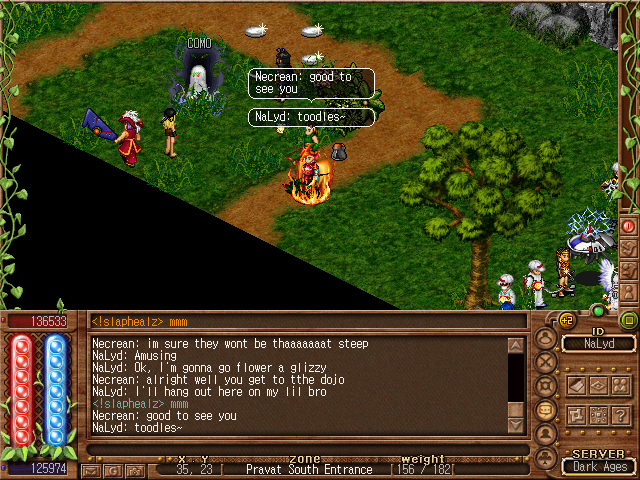 COMO
Necrean: good to
see you
NaLyd: toodles~
136533
<!slaphealz> mmm
+2
ID
NaLyd
Necrean: im sure they wont be thaaaaaaat steep
NaLyd: Amusing
NaLyd: Ok, I'm gonna go flower a glizzy
Necrean: alright well you get to tthe dojo
NaLyd: I'll hang out here on my lil bro
<!slaphealz> mmm
Necrean: good to see you
NaLyd: toodles~
?
x y zone weight
SERVER
125974
35, 23 [ Pravat South Entrance [156 / 182[
Dark Ages